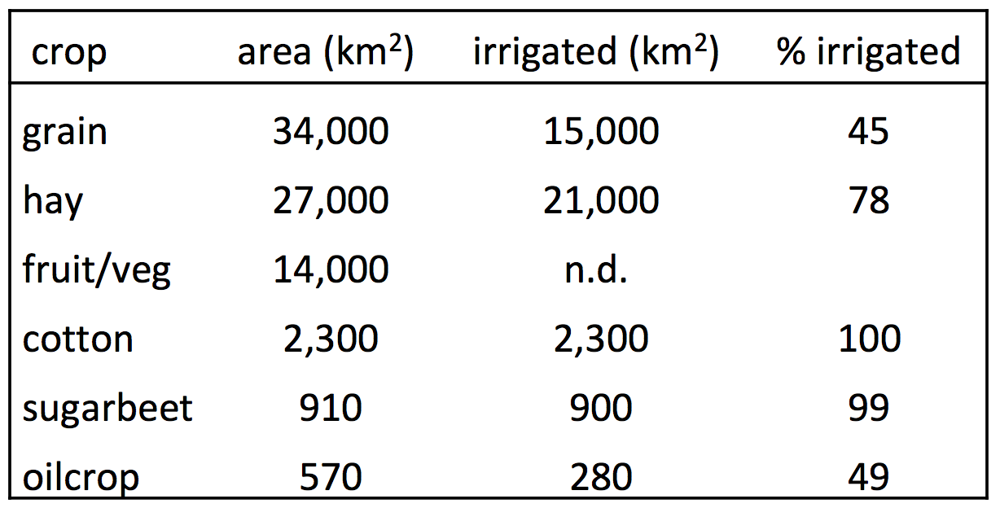 crop area (km²) irrigated (km²) % irrigated
grain 34,000 15,000 45
hay 27,000 21,000 78
fruit/veg 14,000 n.d.
cotton 2,300 2,300 100
sugarbeet 910 900 99
oilcrop 570 280 49